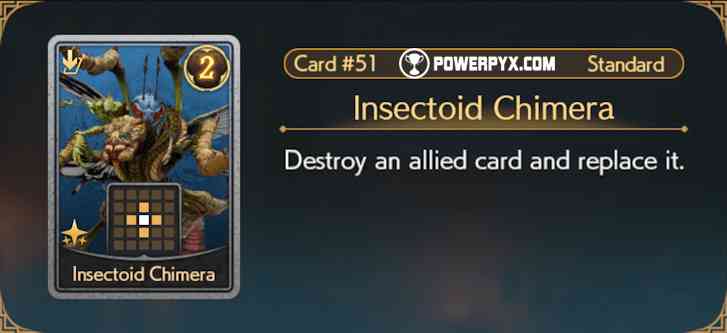 2
Insectoid Chimera
Card #51 POWERPYX.COM Standard
Insectoid Chimera
Destroy an allied card and replace it.